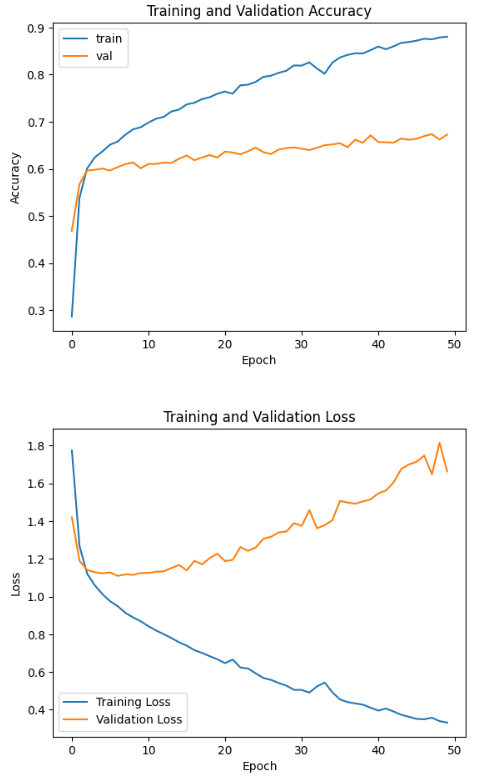 Training and Validation Accuracy
train
val
0.9
0.8
0.7
0.6
0.5
0.4
0.3
Accuracy
0 10 20 30 40 50
Epoch
Training and Validation Loss
1.8
1.6
1.4
1.2
1.0
0.8
0.6
0.4
Loss
Training Loss
Validation Loss
0 10 20 30 40 50
Epoch